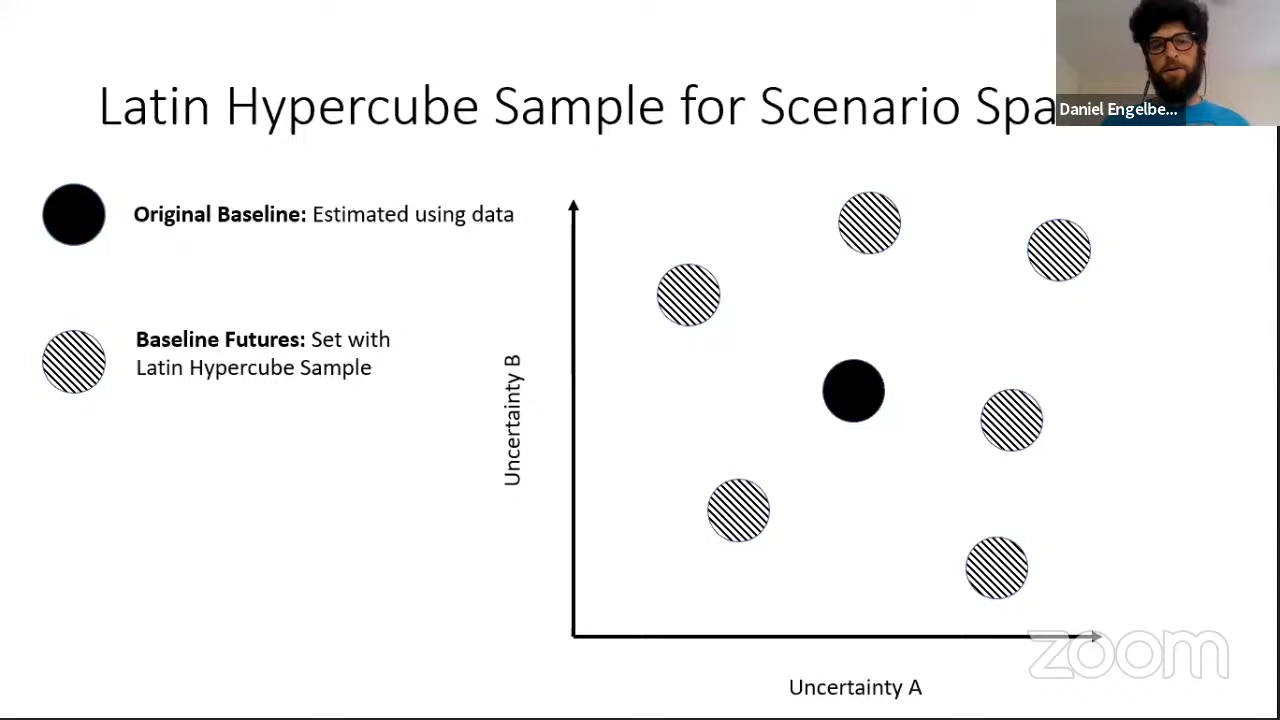 Latin Hypercube Sample for Scenario Spa
Daniel Engelbe...
Original Baseline: Estimated using data
Baseline Futures: Set with
Latin Hypercube Sample
Uncertainty B
Uncertainty A
zoom